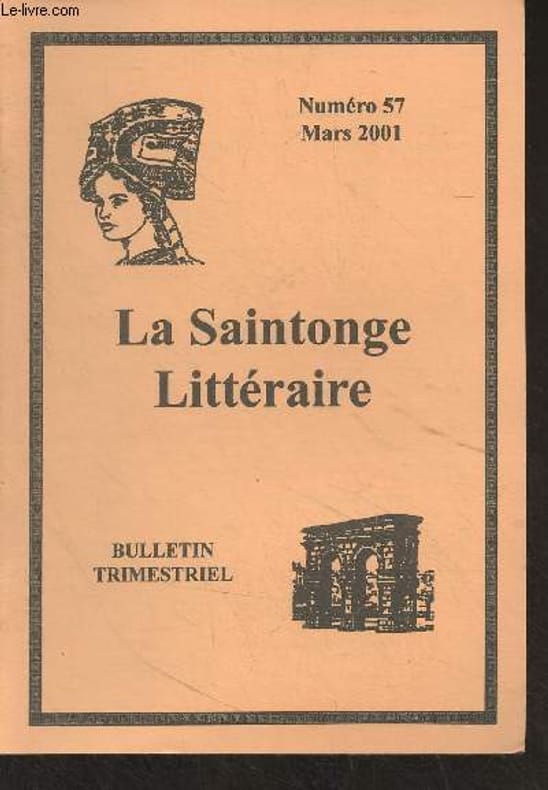 Le-livre.com
Numéro 57
Mars 2001
La Saintonge
Littéraire
BULLETIN
TRIMESTRIEL